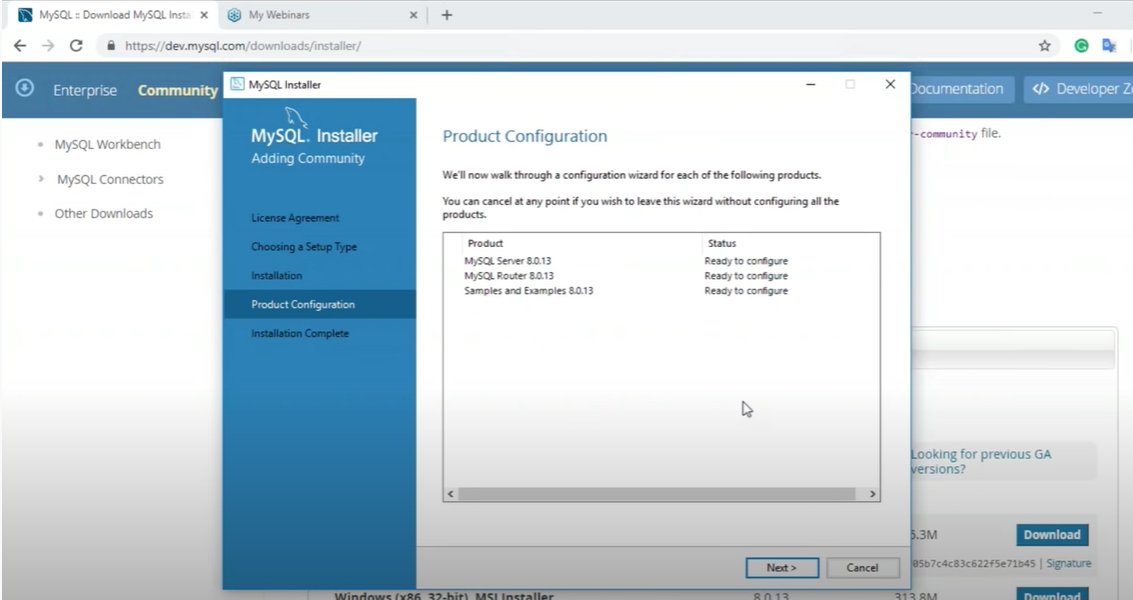 MySQL :: Download MySQL Insta
My Webinars
https://dev.mysql.com/downloads/installer/
Enterprise
Community
MySQL Installer
Documentation
Developer Z
MySQL Workbench
MySQL Connectors
Other Downloads
MySQL. Installer
Adding Community
License Agreement
Choosing a Setup Type
Installation
Product Configuration
Installation Complete
Product Configuration
We'll now walk through a configuration wizard for each of the following products.
You can cancel at any point if you wish to leave this wizard without configuring all the
products.
Product Status
MySQL Server 8.0.13 Ready to configure
MySQL Router 8.0.13 Ready to configure
Samples and Examples 8.0.13 Ready to configure
Next >
Cancel
-community file.
Looking for previous GA
versions?
5.3M
Download
05b7c4c83c622f5e71b45 | Signature
Windows (x86, 32-bit), MSI Installer 8.0.13 313.8M Download